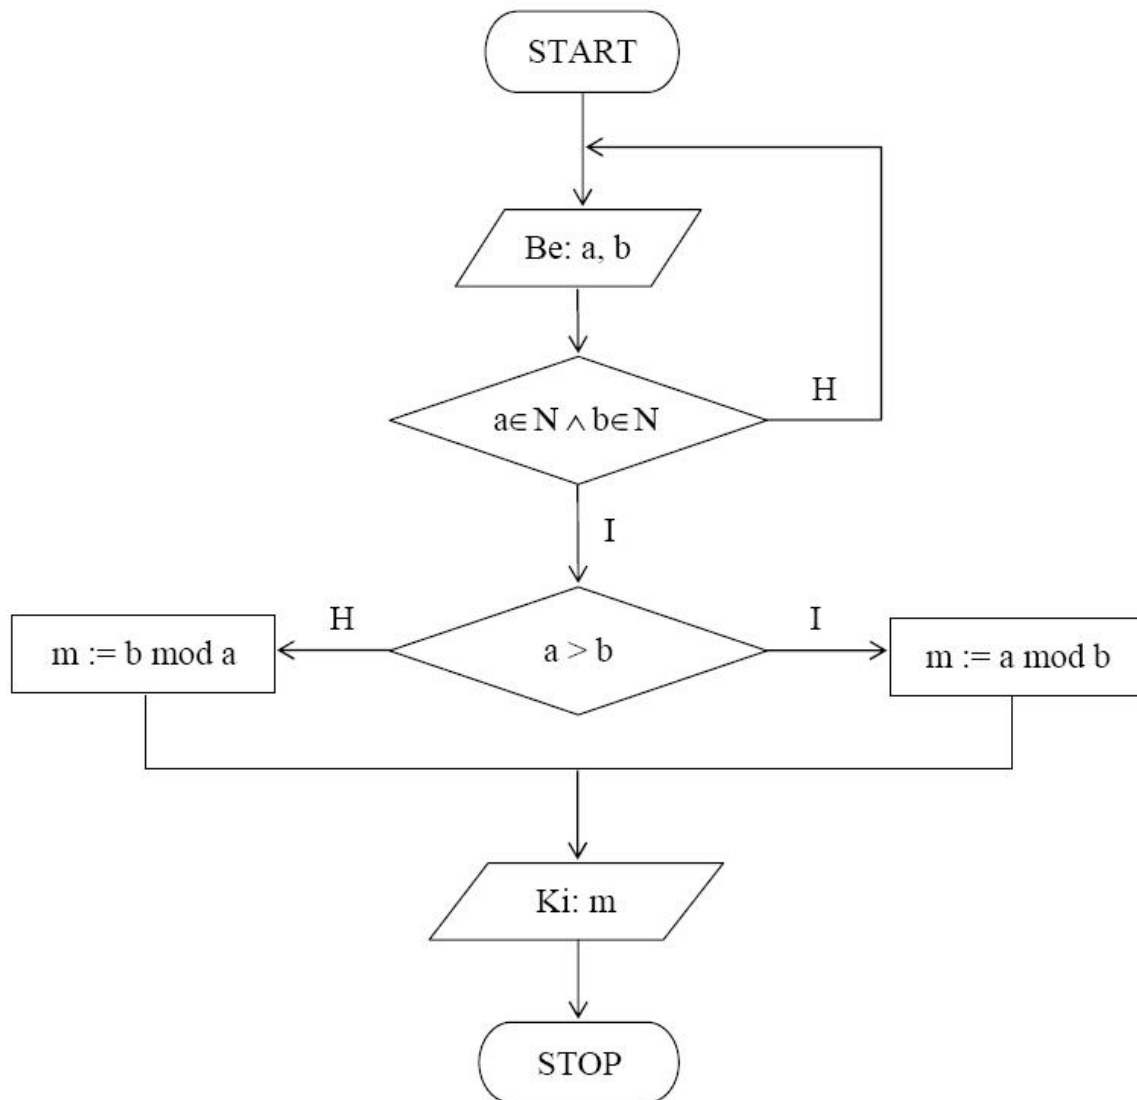 START
Be: a, b
a∈N ∧ b∈N
H
I
H
I
m := b mod a
a > b
m := a mod b
Ki: m
STOP